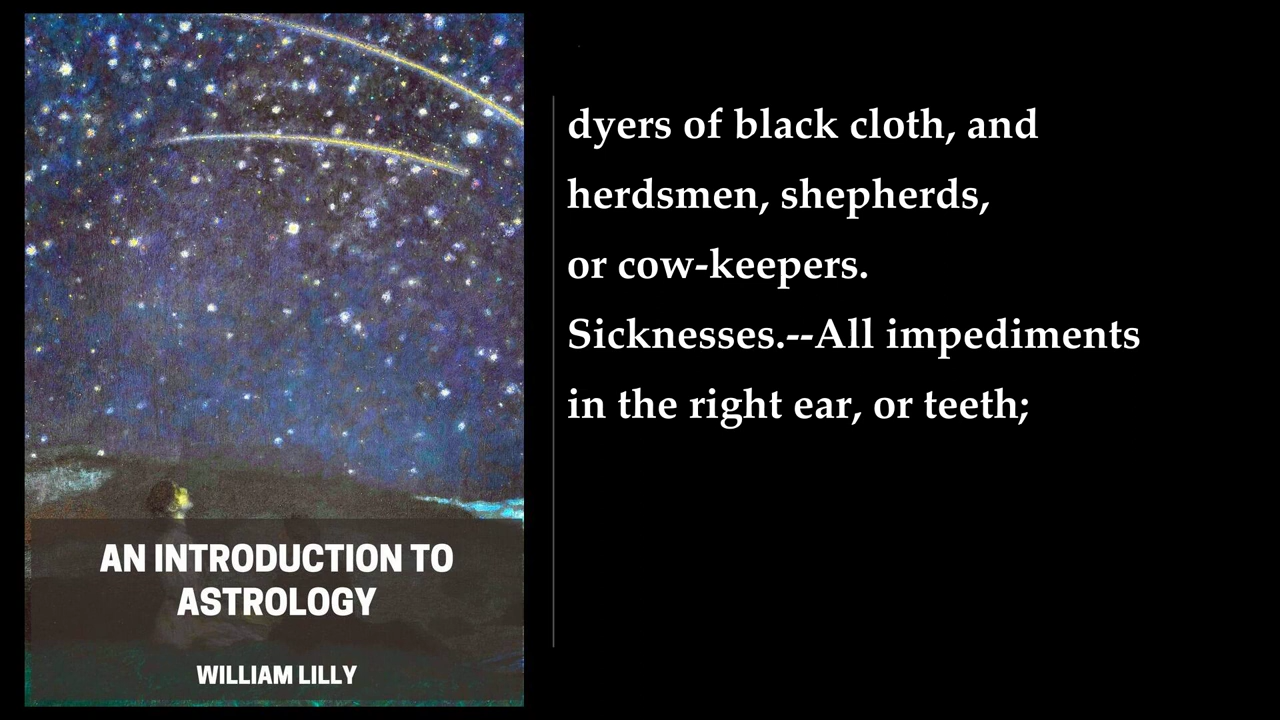 AN INTRODUCTION TO
ASTROLOGY
WILLIAM LILLY
dyers of black cloth, and
herdsmen, shepherds,
or cow-keepers.
Sicknesses.--All impediments
in the right ear, or teeth;